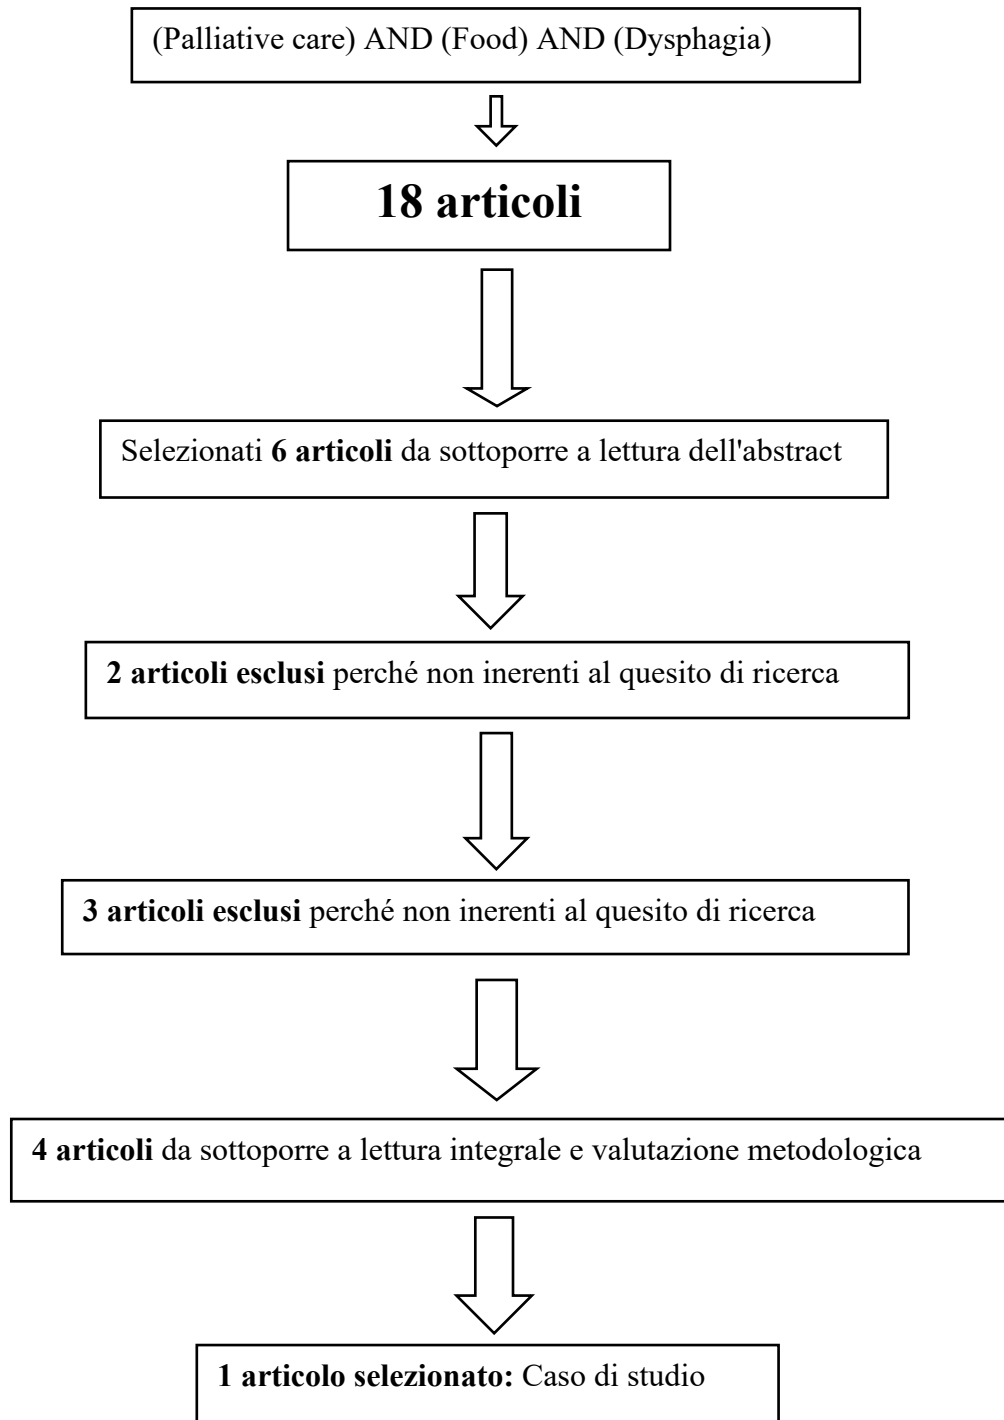 (Palliative care) AND (Food) AND (Dysphagia)
18 articoli
Selezionati 6 articoli da sottoporre a lettura dell'abstract
2 articoli esclusi perché non inerenti al quesito di ricerca
3 articoli esclusi perché non inerenti al quesito di ricerca
4 articoli da sottoporre a lettura integrale e valutazione metodologica
1 articolo selezionato: Caso di studio